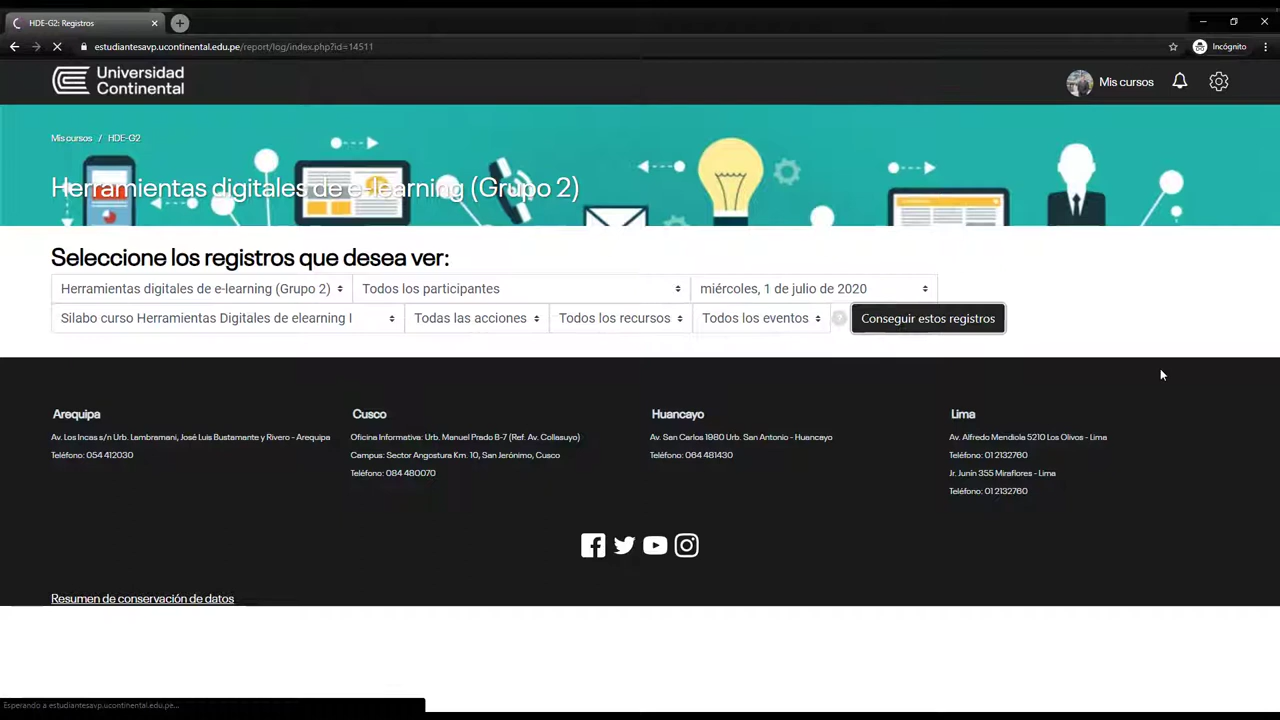 HDE-G2: Registros
estudiantesavp.ucontinental.edu.pe/report/log/index.php?id=14511
Incógnito
Universidad
Continental
Mis cursos
Mis cursos / HDE-G2
Herramientas digitales de e-learning (Grupo 2)
Seleccione los registros que desea ver:
Herramientas digitales de e-learning (Grupo 2) Todos los participantes miércoles, 1 de julio de 2020
Silabo curso Herramientas Digitales de elearning I Todas las acciones Todos los recursos Todos los eventos Conseguir estos registros
Arequipa
Av. Los Incas s/n Urb. Lambramani, José Luis Bustamante y Rivero - Arequipa
Teléfono: 054 412030
Cusco
Oficina Informativa: Urb. Manuel Prado B-7 (Ref. Av. Collasuyo)
Campus: Sector Angostura Km. 10, San Jerónimo, Cusco
Teléfono: 084 480070
Huancayo
Av. San Carlos 1980 Urb. San Antonio - Huancayo
Teléfono: 064 481430
Lima
Av. Alfredo Mendiola 5210 Los Olivos - Lima
Teléfono: 01 2132760
Jr. Junín 355 Miraflores - Lima
Teléfono: 01 2132760
Resumen de conservación de datos
Esperando a estudiantesavp.ucontinental.edu.pe...